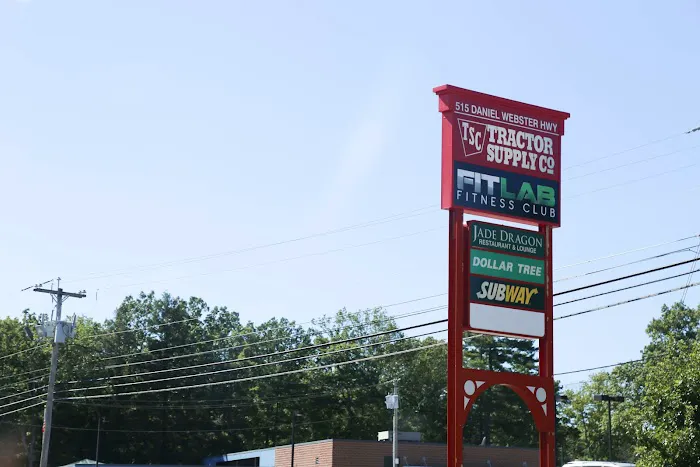 515 DANIEL WEBSTER HWY
TSC TRACTOR
SUPPLY CO
FITLAB
FITNESS CLUB
JADE DRAGON
RESTAURANT & LOUNGE
DOLLAR TREE
SUBWAY